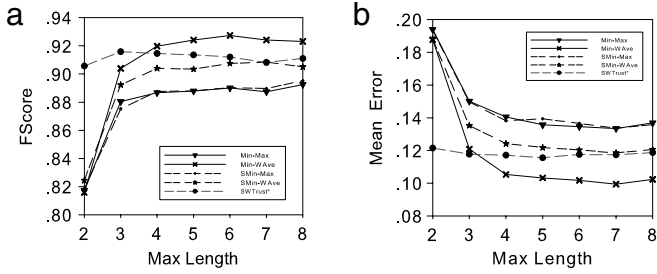 a
.94
.92
.90
.88
.86
.84
.82
.80
FScore
2 3 4 5 6 7 8
Max Length
Min-Max
Min-WAve
SMin-Max
SMin-WAve
SWTrust*
b
.20
.18
.16
.14
.12
.10
.08
Mean Error
2 3 4 5 6 7 8
Max Length
Min-Max
Min-WAve
SMin-Max
SMin-WAve
SWTrust*